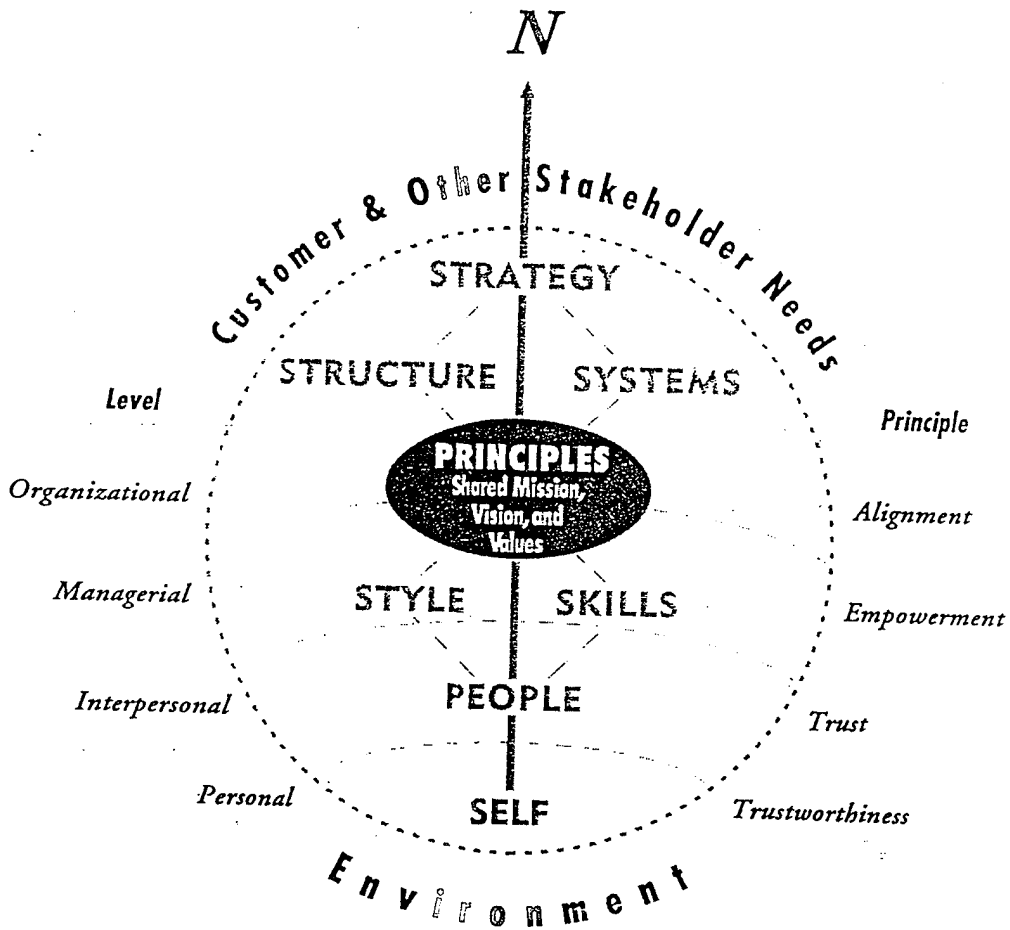 N
Customer & Other Stakeholder Needs
STRATEGY
STRUCTURE SYSTEMS
Level
Principle
PRINCIPLES
Shared Mission,
Vision, and
Values
Organizational
Alignment
Managerial
STYLE SKILLS
Empowerment
Interpersonal
PEOPLE
Trust
Personal
SELF
Trustworthiness
Environment